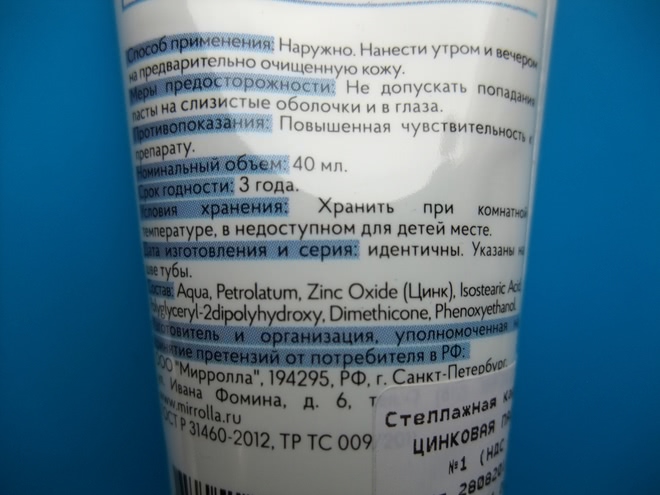 Способ применения: Наружно. Нанести утром и вечером
на предварительно очищенную кожу.
Меры предосторожности: Не допускать попадания
пасты на слизистые оболочки и в глаза.
Противопоказания: Повышенная чувствительность к
препарату.
Номинальный объем: 40 мл.
Срок годности: 3 года.
Условия хранения: Хранить при комнатной
температуре, в недоступном для детей месте.
Дата изготовления и серия: идентичны. Указаны на
шве тубы.
Состав: Aqua, Petrolatum, Zinc Oxide (Цинк), Isostearic Acid
Polyglyceryl-2dipolyhydroxy, Dimethicone, Phenoxyethanol.
Изготовитель и организация, уполномоченная на
принятие претензий от потребителя в РФ:
ООО "Мирролла", 194295, РФ, г. Санкт-Петербург,
ул. Ивана Фомина, д. 6,
www.mirrolla.ru
ГОСТ Р 31460-2012, ТР ТС 009/
Стеллажная
ЦИНКОВАЯ
№1 (НДС